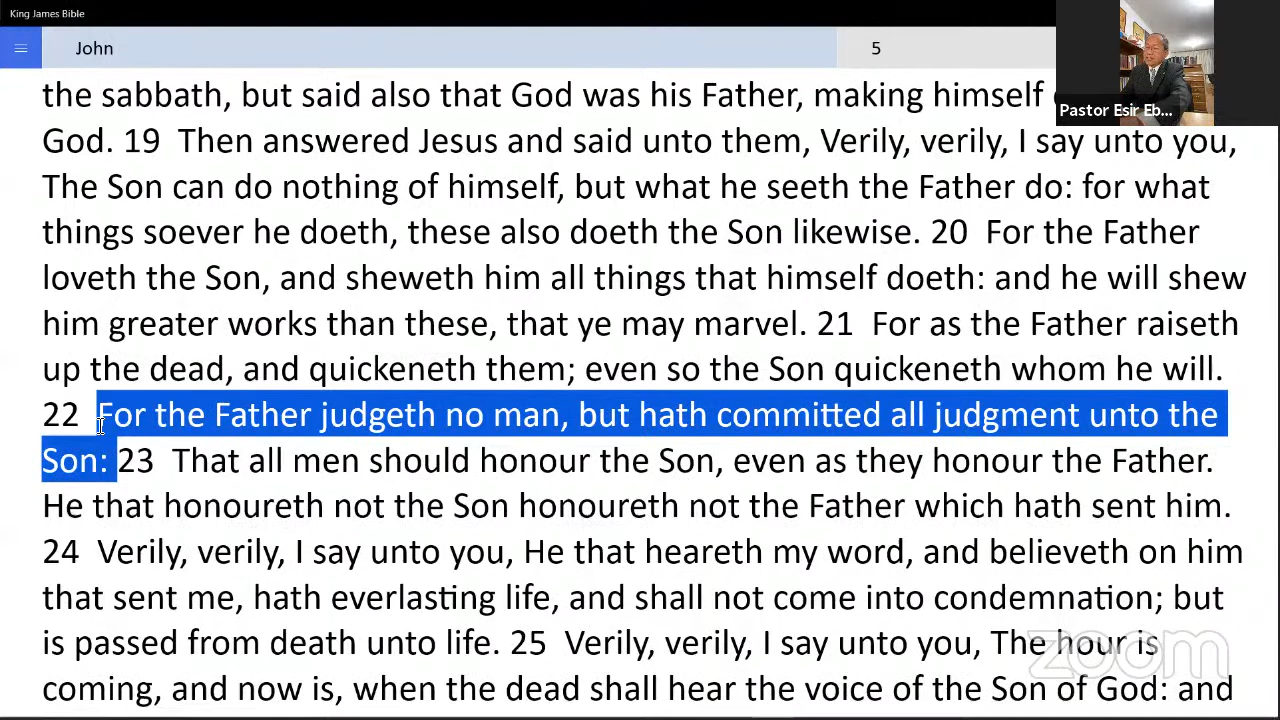 King James Bible
John
5
Pastor Esir Eb...
the sabbath, but said also that God was his Father, making himself
God. 19 Then answered Jesus and said unto them, Verily, verily, I say unto you,
The Son can do nothing of himself, but what he seeth the Father do: for what
things soever he doeth, these also doeth the Son likewise. 20 For the Father
loveth the Son, and sheweth him all things that himself doeth: and he will shew
him greater works than these, that ye may marvel. 21 For as the Father raiseth
up the dead, and quickeneth them; even so the Son quickeneth whom he will.
22 For the Father judgeth no man, but hath committed all judgment unto the
Son: 23 That all men should honour the Son, even as they honour the Father.
He that honoureth not the Son honoureth not the Father which hath sent him.
24 Verily, verily, I say unto you, He that heareth my word, and believeth on him
that sent me, hath everlasting life, and shall not come into condemnation; but
is passed from death unto life. 25 Verily, verily, I say unto you, The hour is
coming, and now is, when the dead shall hear the voice of the Son of God: and
zoom